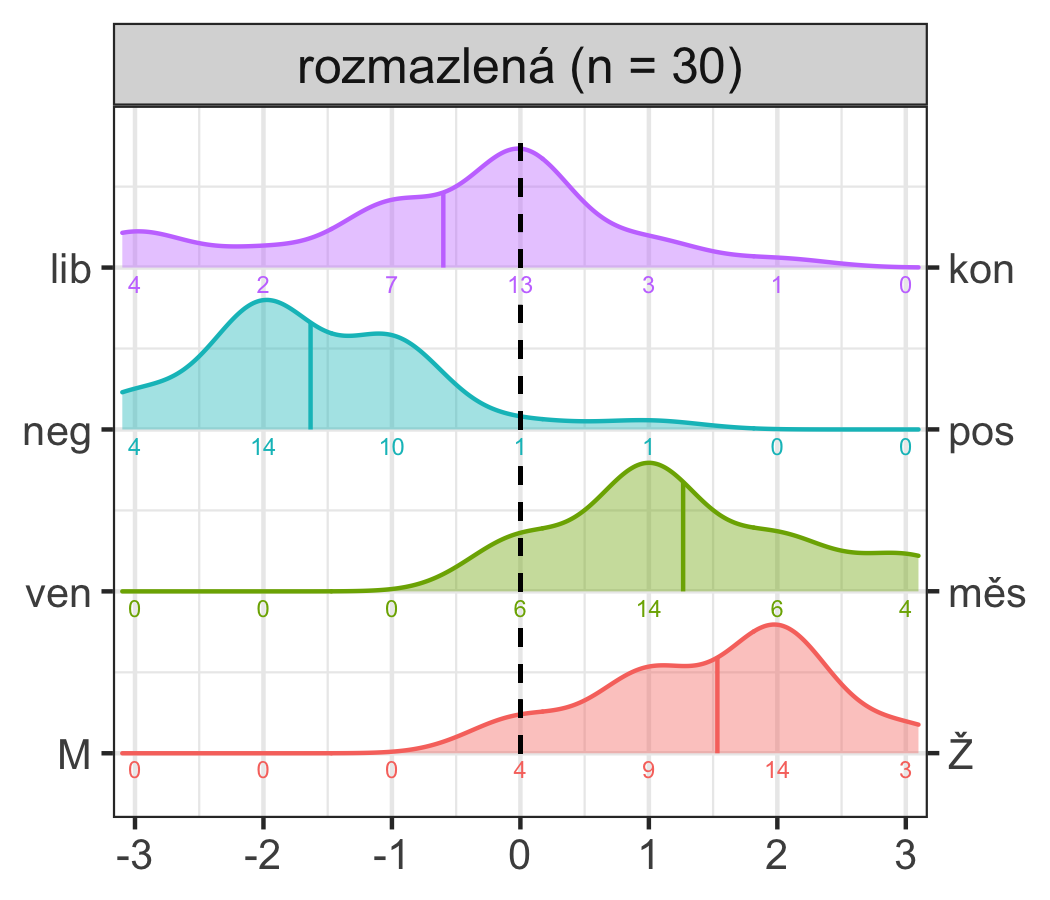 rozmazlená (n = 30)
lib kon
4 2 7 13 3 1 0
neg pos
4 14 10 1 1 0 0
ven měs
0 0 0 6 14 6 4
M Ž
0 0 0 4 9 14 3
-3 -2 -1 0 1 2 3